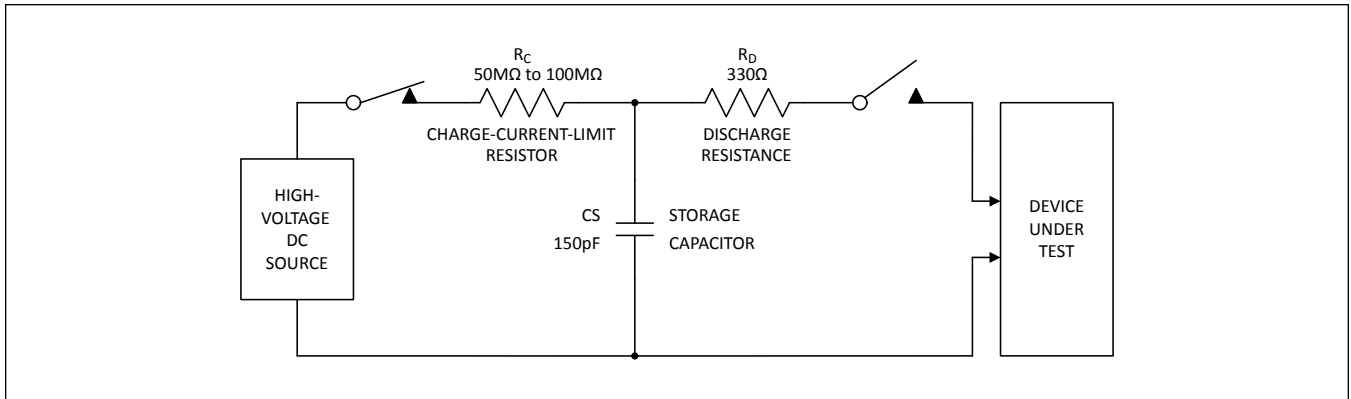 R_C
50MΩ to 100MΩ
CHARGE-CURRENT-LIMIT
RESISTOR
R_D
330Ω
DISCHARGE
RESISTANCE
HIGH-
VOLTAGE
DC
SOURCE
CS
150pF
STORAGE
CAPACITOR
DEVICE
UNDER
TEST